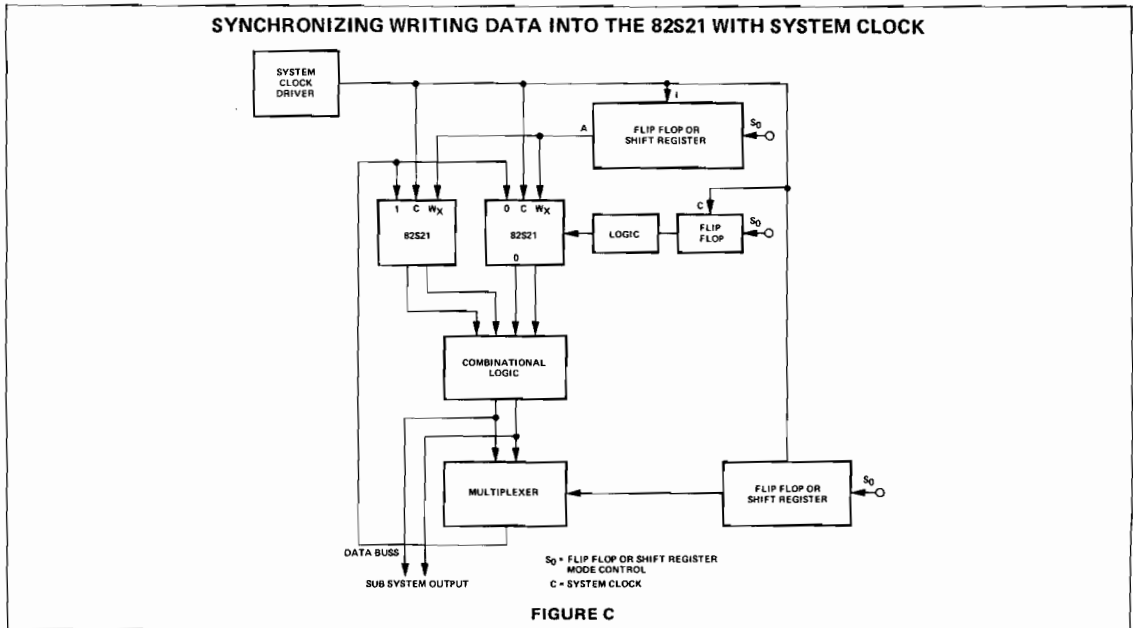 SYNCHRONIZING WRITING DATA INTO THE 82S21 WITH SYSTEM CLOCK
SYSTEM
CLOCK
DRIVER
I
A
FLIP FLOP OR
SHIFT REGISTER
S0
I C WX
82S21
0 C WX
82S21
0
LOGIC
C
FLIP
FLOP
S0
COMBINATIONAL
LOGIC
MULTIPLEXER
FLIP FLOP OR
SHIFT REGISTER
S0
DATA BUSS
SUB SYSTEM OUTPUT
S0 = FLIP FLOP OR SHIFT REGISTER
MODE CONTROL
C = SYSTEM CLOCK
FIGURE C